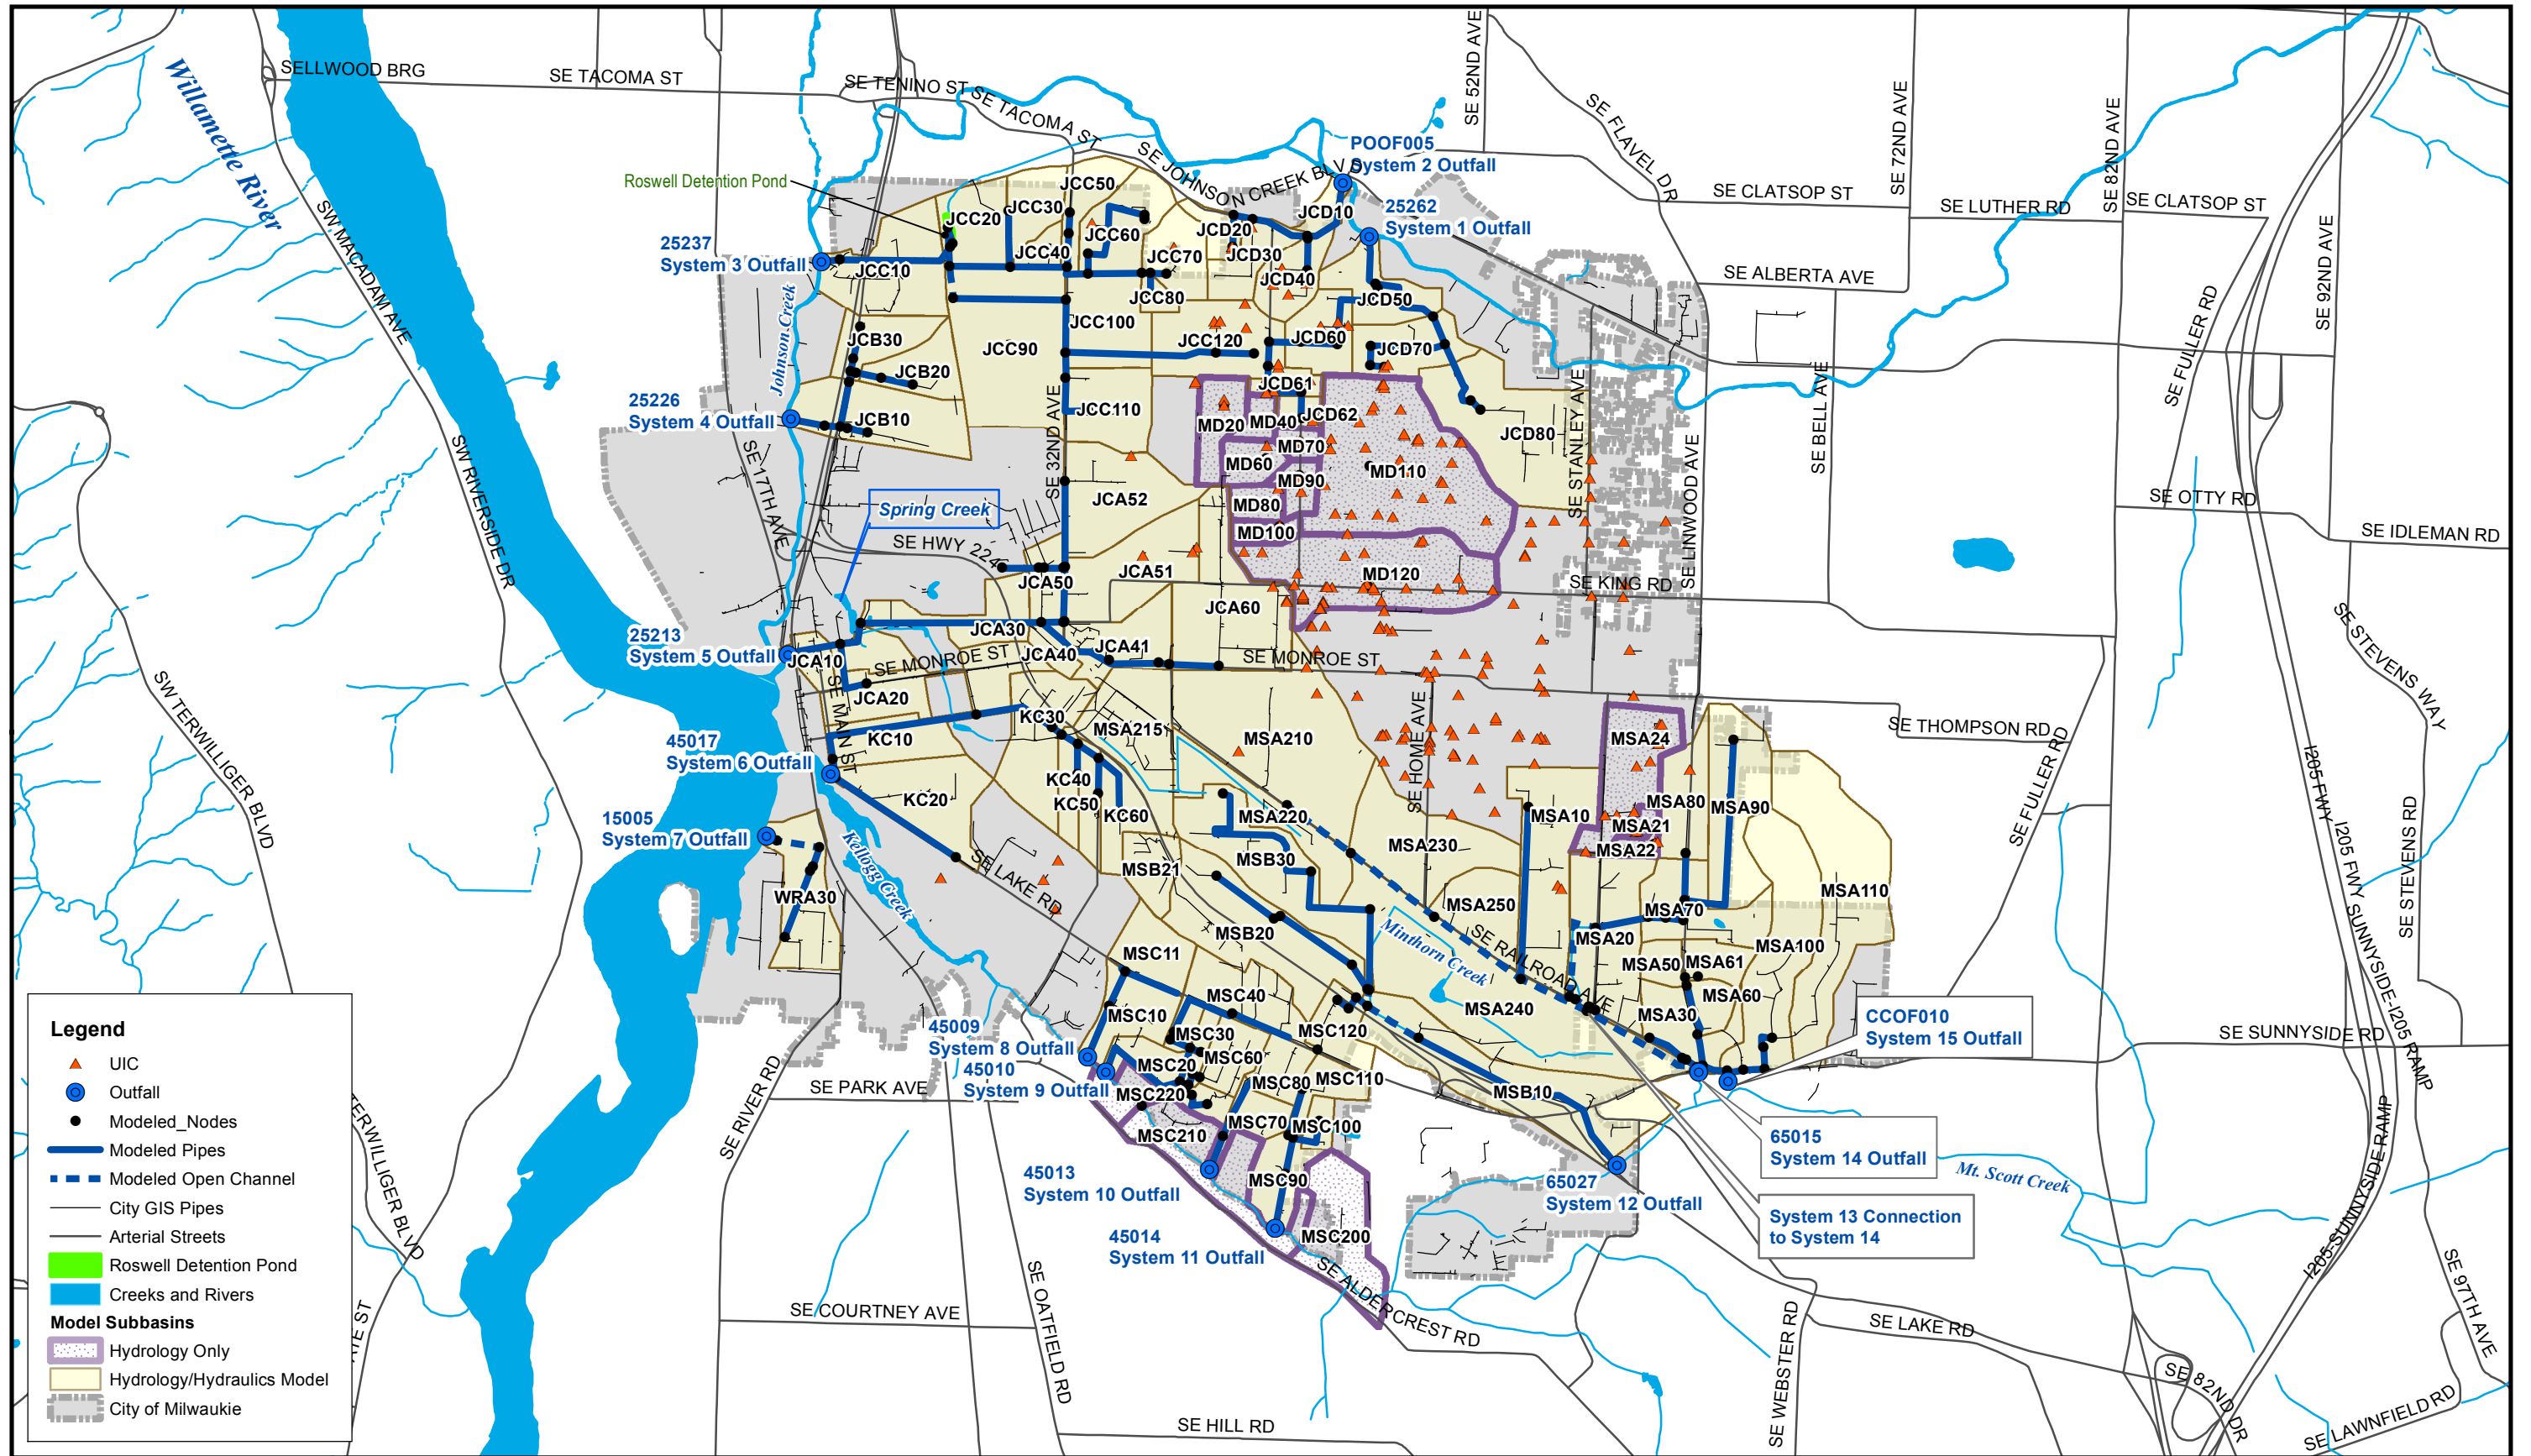 SE 52ND AVE
SELLWOOD BRG
SE TACOMA ST
SE TENINO ST
SE TACOMA ST
SE JOHNSON CREEK BLVD
SE FLAVEL DR
SE 72ND AVE
SE 82ND AVE
Willamette River
POOF005
System 2 Outfall
Roswell Detention Pond
SE CLATSOP ST
SE LUTHER RD
SE CLATSOP ST
25262
System 1 Outfall
25237
System 3 Outfall
SW MACADAM AVE
JCC50
JCC30
JCC20
JCC60
JCC40
JCC10
JCC70
JCC80
JCD10
JCD20
JCD30
JCD40
JCD50
SE ALBERTA AVE
SE FULLER RD
SE 92ND AVE
Johnson Creek
JCB30
JCB20
JCB10
JCC90
JCC100
JCC120
JCC110
JCD60
JCD70
JCD61
JCD62
JCD80
25226
System 4 Outfall
SE 17TH AVE
SE 32ND AVE
MD20
MD40
MD70
MD60
MD90
MD80
MD100
MD110
MD120
SE STANLEY AVE
SE LINWOOD AVE
SE BELL AVE
SE OTTY RD
SE IDLEMAN RD
SW RIVERSIDE DR
Spring Creek
SE HWY 224
JCA52
JCA51
JCA50
JCA60
SE KING RD
SE STEVENS WAY
25213
System 5 Outfall
JCA10
JCA30
JCA40
JCA41
SE MONROE ST
SE MONROE ST
JCA20
SE MAIN ST
SW TERWILLIGER BLVD
45017
System 6 Outfall
KC10
KC30
KC20
KC40
KC50
KC60
MSA215
MSA210
SE HOME AVE
MSA24
SE THOMPSON RD
SE FULLER RD
I205 FWY
I205 FWY SUNNYSIDE-I205 RAMP
SE STEVENS RD
15005
System 7 Outfall
Kellogg Creek
SE LAKE RD
WRA30
MSA220
MSA230
MSA10
MSA80
MSA90
MSA21
MSA22
MSB30
MSB21
MSB20
MSA250
MSA110
MSA70
MSA20
MSA100
MSA50
MSA61
MSA60
MSA30
Minthorn Creek
SE RAILROAD AVE
MSA240
MSC11
MSC10
MSC40
MSC30
MSC120
MSC60
MSC20
MSC80
MSC110
MSC220
MSC70
MSC100
MSC210
MSC90
MSC200
MSB10
45009
System 8 Outfall
45010
System 9 Outfall
CCOF010
System 15 Outfall
SE SUNNYSIDE RD
SE RIVER RD
SE PARK AVE
45013
System 10 Outfall
45014
System 11 Outfall
65027
System 12 Outfall
65015
System 14 Outfall
Mt. Scott Creek
System 13 Connection
to System 14
I205-SUNNYSIDE RAMP
SE 97TH AVE
SE ALDERCREST RD
SE OATFIELD RD
SE COURTNEY AVE
SE HILL RD
SE WEBSTER RD
SE LAKE RD
SE 82ND DR
SE LAWNFIELD RD
TERWILLIGER BLVD
Legend
UIC
Outfall
Modeled_Nodes
Modeled Pipes
Modeled Open Channel
City GIS Pipes
Arterial Streets
Roswell Detention Pond
Creeks and Rivers
Model Subbasins
Hydrology Only
Hydrology/Hydraulics Model
City of Milwaukie